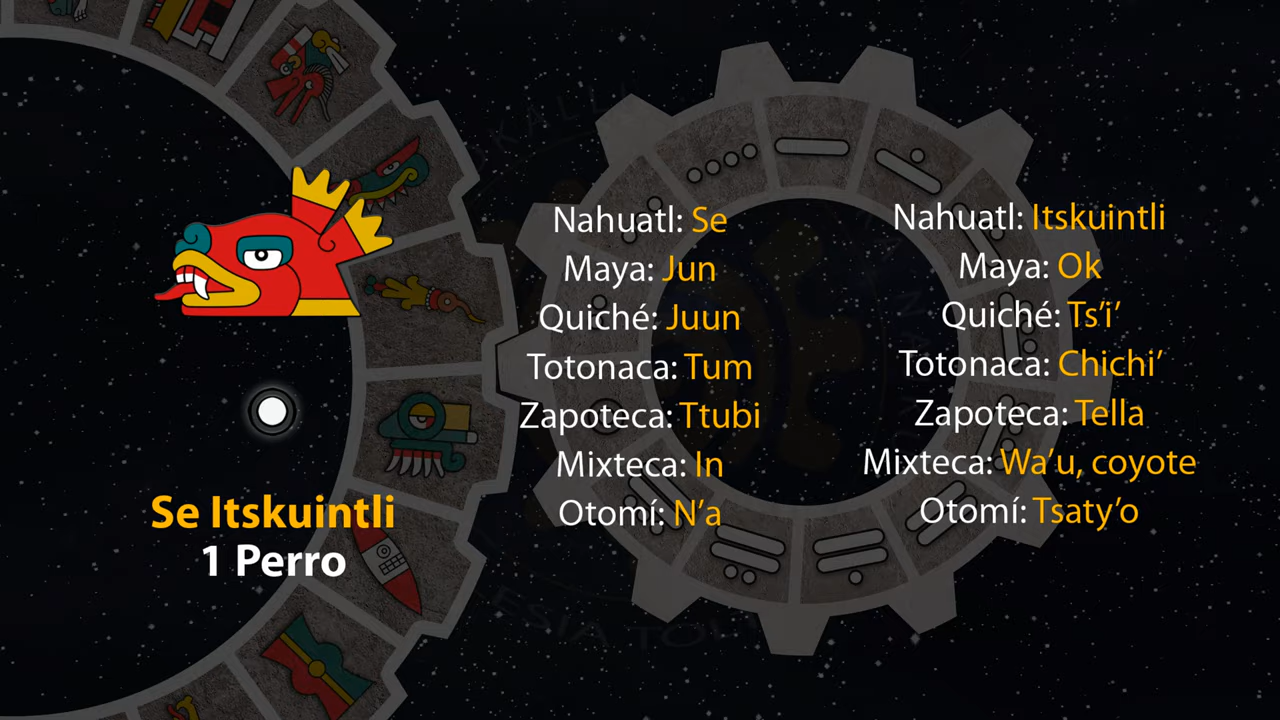 Se Itskuintli
1 Perro
Nahuatl: Se
Maya: Jun
Quiché: Juun
Totonaca: Tum
Zapoteca: Ttubi
Mixteca: In
Otomí: N’a
Nahuatl: Itskuintli
Maya: Ok
Quiché: Ts’i’
Totonaca: Chichi’
Zapoteca: Tella
Mixteca: Wa’u, coyote
Otomí: Tsaty’o